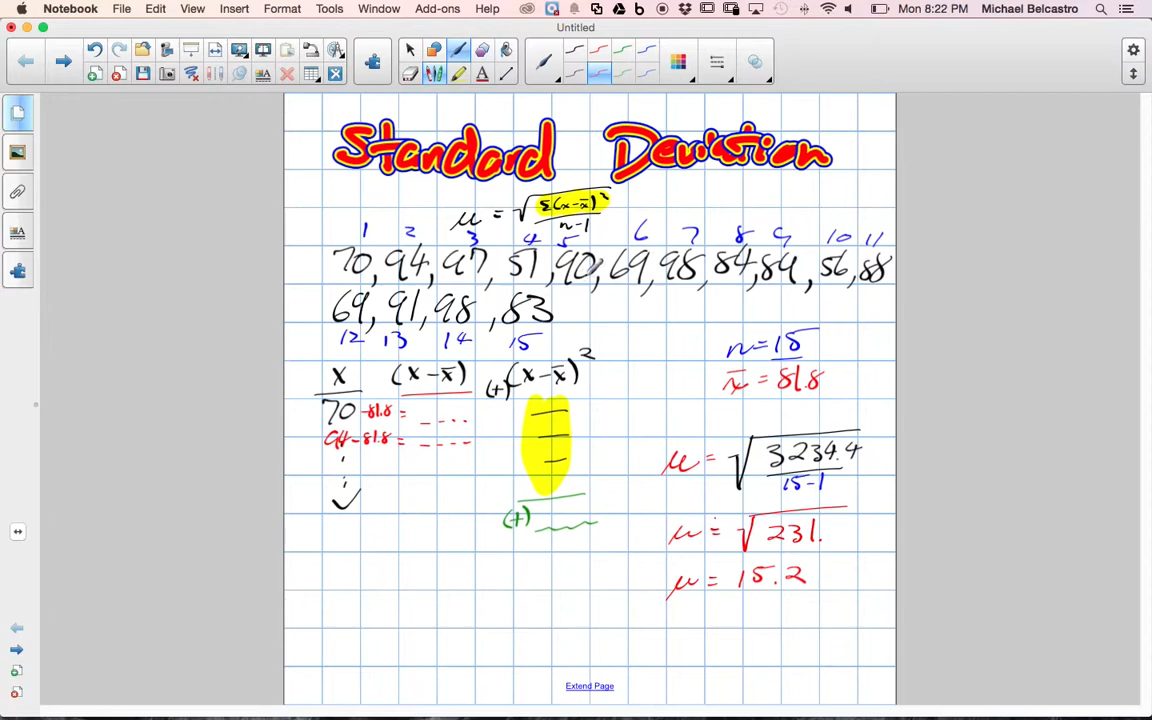 Notebook File Edit View Insert Format Tools Window Add-ons Help Mon 8:22 PM Michael Belcastro
Untitled
Standard Deviation
μ = √Σ(x-x̄)²
n-1
1 2 3 4 5 6 7 8 9 10 11
70, 94, 97, 51, 90, 69, 98, 84, 84, 56, 88
69, 91, 98, 83
12 13 14 15
n = 15
x̄ = 81.8
x (x-x̄) (+)(x-x̄)²
70 -81.8 =
94 -81.8 =
(+)
μ = √3234.4
15-1
μ = √231.
μ = 15.2
Extend Page